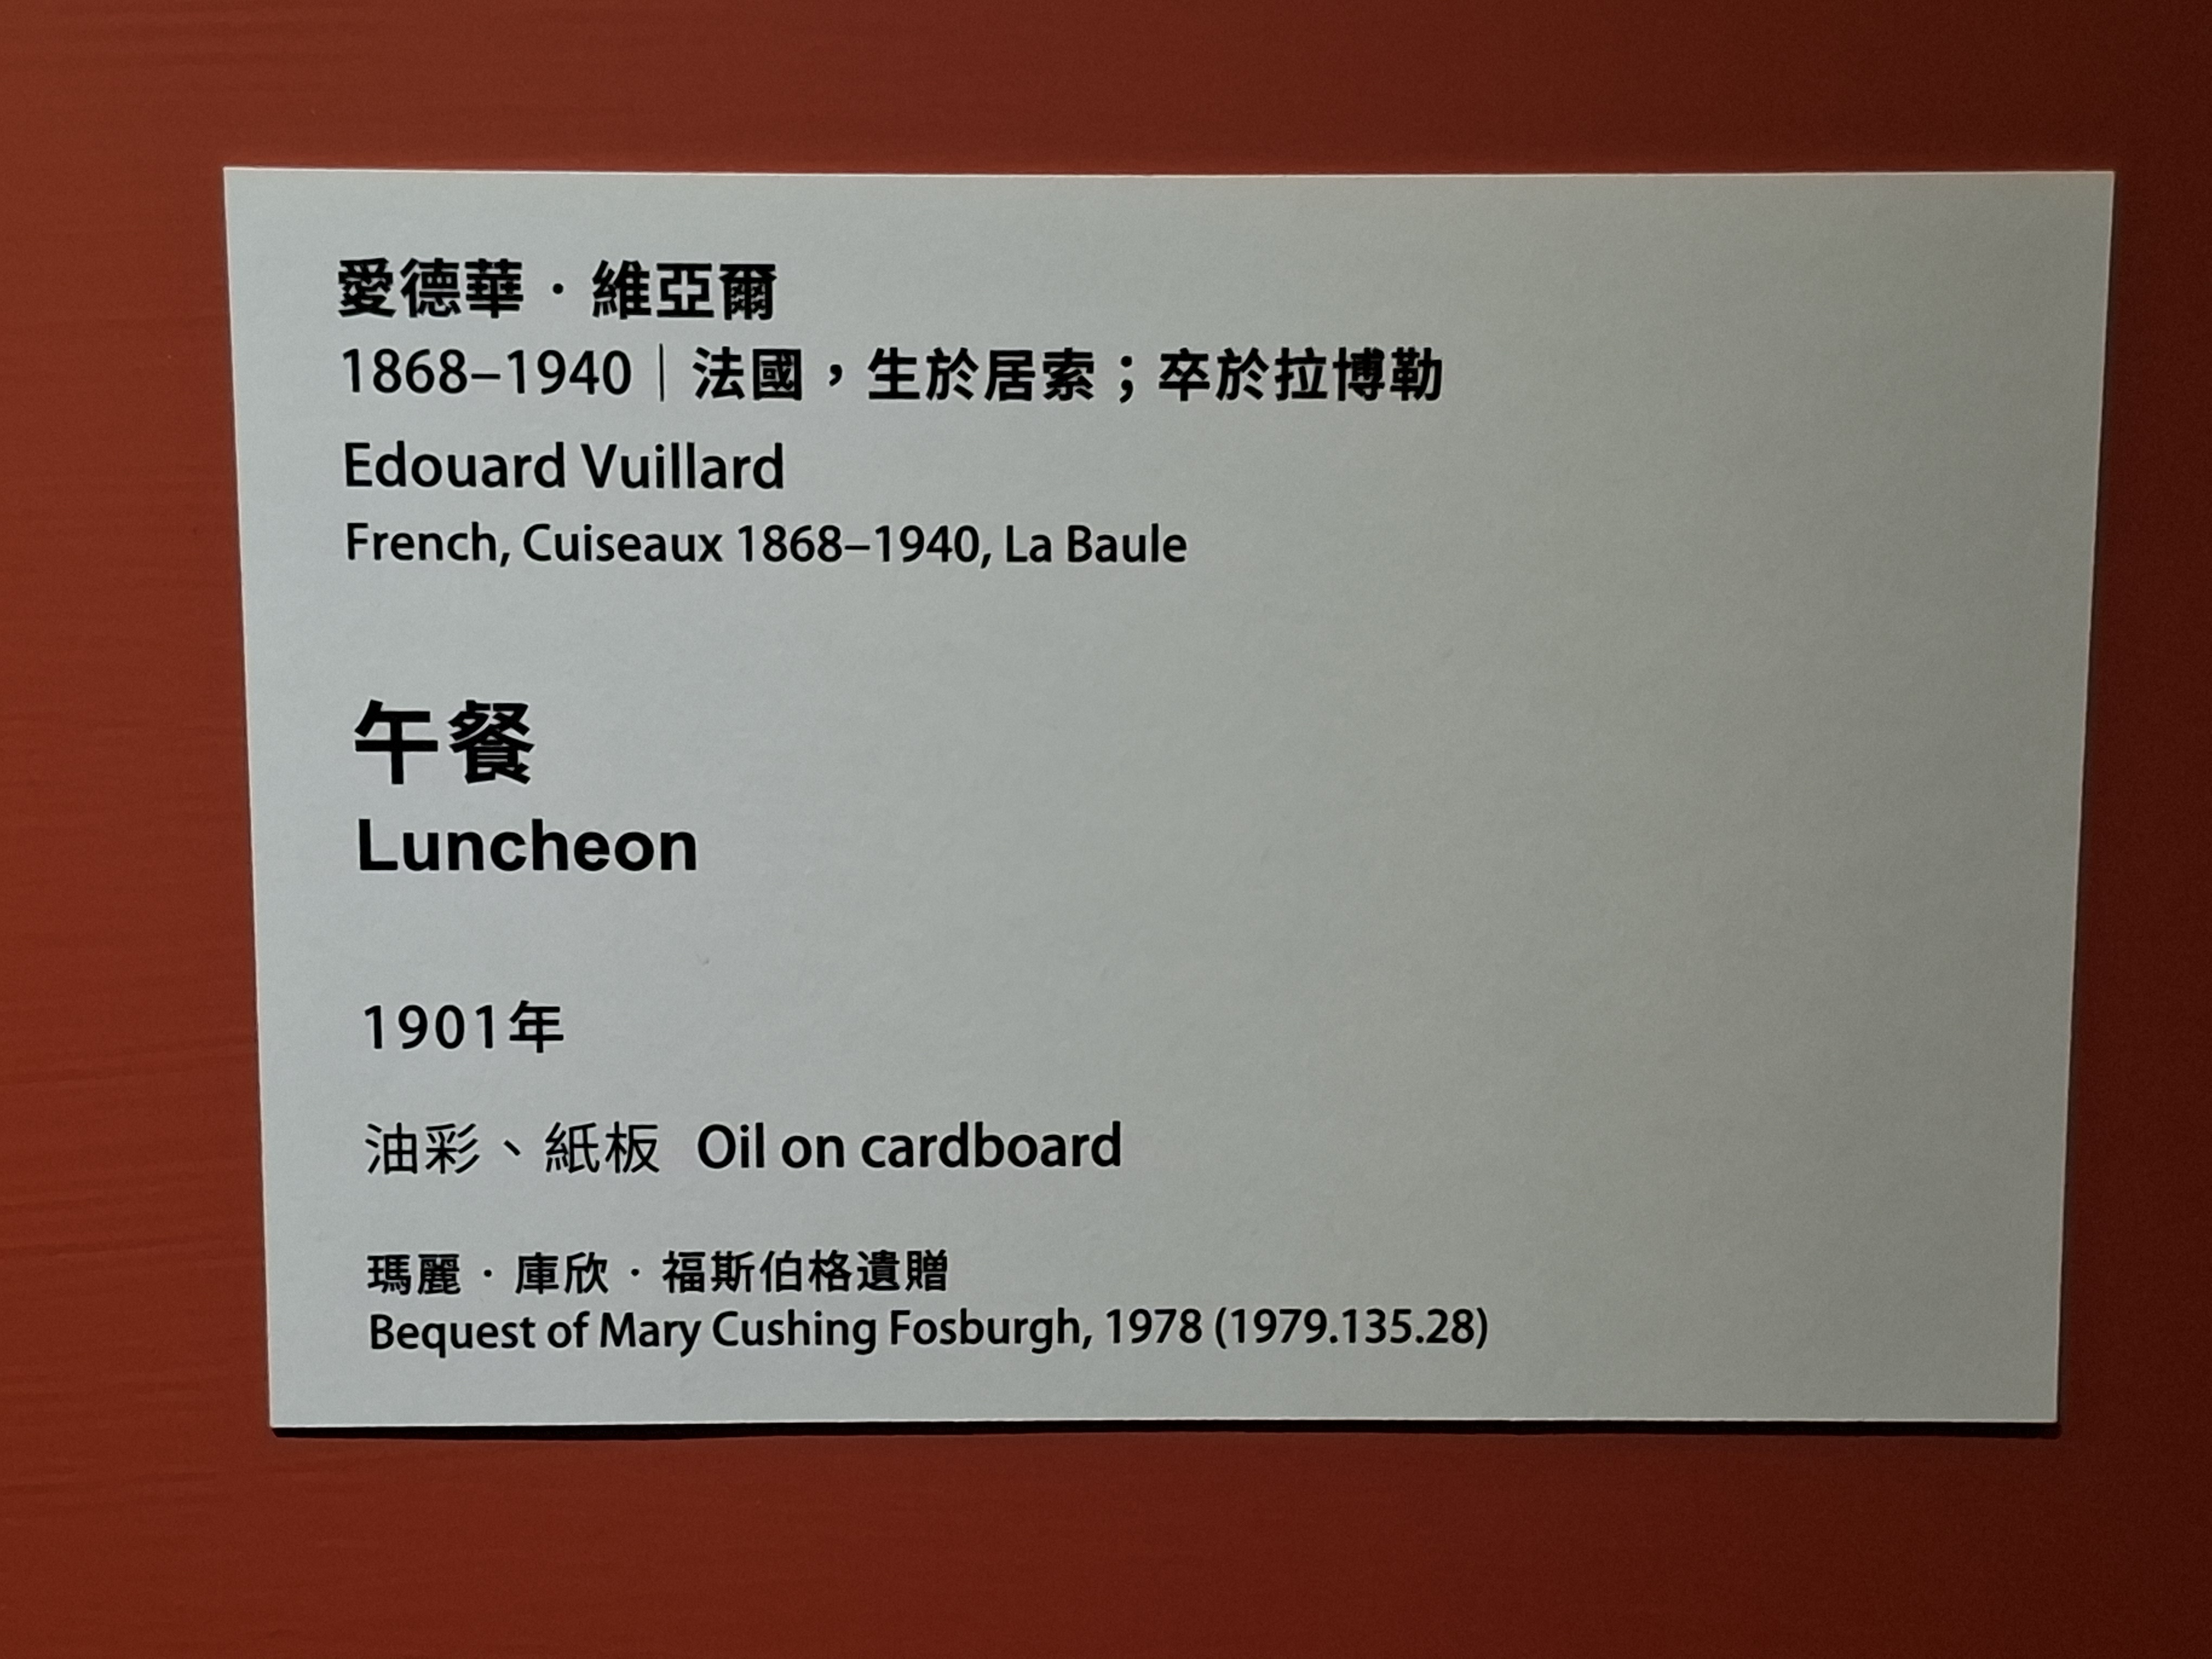 愛德華．維亞爾
1868–1940｜法國，生於居索；卒於拉博勒
Edouard Vuillard
French, Cuiseaux 1868–1940, La Baule
午餐
Luncheon
1901年
油彩、紙板 Oil on cardboard
瑪麗．庫欣．福斯伯格遺贈
Bequest of Mary Cushing Fosburgh, 1978 (1979.135.28)